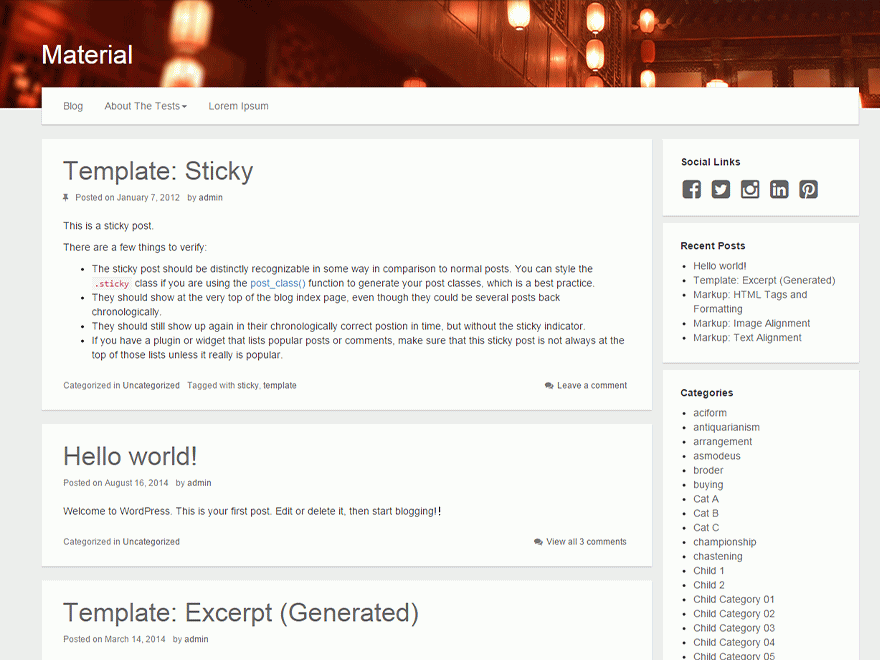 Material
Blog About The Tests Lorem Ipsum
Template: Sticky
Posted on January 7, 2012 by admin
This is a sticky post.
There are a few things to verify:
• The sticky post should be distinctly recognizable in some way in comparison to normal posts. You can style the
.sticky class if you are using the post_class() function to generate your post classes, which is a best practice.
• They should show at the very top of the blog index page, even though they could be several posts back
chronologically.
• They should still show up again in their chronologically correct postion in time, but without the sticky indicator.
• If you have a plugin or widget that lists popular posts or comments, make sure that this sticky post is not always at the
top of those lists unless it really is popular.
Categorized in Uncategorized Tagged with sticky, template Leave a comment
Hello world!
Posted on August 16, 2014 by admin
Welcome to WordPress. This is your first post. Edit or delete it, then start blogging!!
Categorized in Uncategorized View all 3 comments
Template: Excerpt (Generated)
Posted on March 14, 2014 by admin
Social Links
Recent Posts
• Hello world!
• Template: Excerpt (Generated)
• Markup: HTML Tags and
Formatting
• Markup: Image Alignment
• Markup: Text Alignment
Categories
• aciform
• antiquarianism
• arrangement
• asmodeus
• broder
• buying
• Cat A
• Cat B
• Cat C
• championship
• chastening
• Child 1
• Child 2
• Child Category 01
• Child Category 02
• Child Category 03
• Child Category 04
• Child Category 05